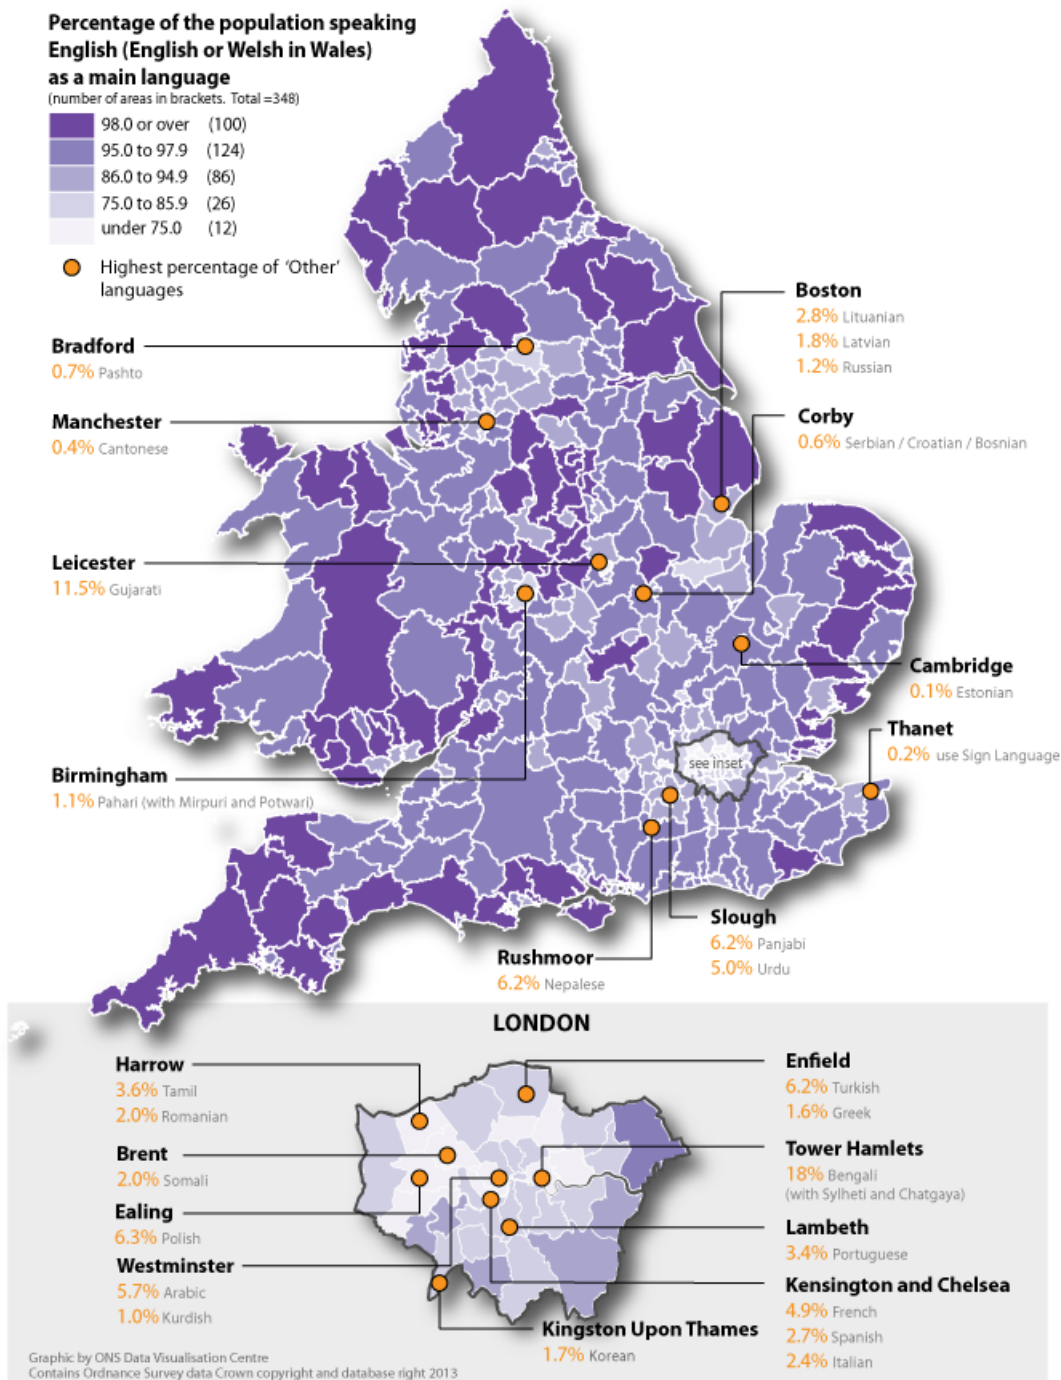 Percentage of the population speaking
English (English or Welsh in Wales)
as a main language
(number of areas in brackets. Total =348)
98.0 or over (100)
95.0 to 97.9 (124)
86.0 to 94.9 (86)
75.0 to 85.9 (26)
under 75.0 (12)
Highest percentage of 'Other'
languages
Boston
2.8% Lituanian
1.8% Latvian
1.2% Russian
Bradford
0.7% Pashto
Manchester
0.4% Cantonese
Corby
0.6% Serbian / Croatian / Bosnian
Leicester
11.5% Gujarati
Cambridge
0.1% Estonian
Thanet
0.2% use Sign Language
see inset
Birmingham
1.1% Pahari (with Mirpuri and Potwari)
Slough
6.2% Panjabi
5.0% Urdu
Rushmoor
6.2% Nepalese
LONDON
Harrow
3.6% Tamil
2.0% Romanian
Enfield
6.2% Turkish
1.6% Greek
Brent
2.0% Somali
Tower Hamlets
18% Bengali
(with Sylheti and Chatgaya)
Ealing
6.3% Polish
Lambeth
3.4% Portuguese
Westminster
5.7% Arabic
1.0% Kurdish
Kensington and Chelsea
4.9% French
2.7% Spanish
2.4% Italian
Kingston Upon Thames
1.7% Korean
Graphic by ONS Data Visualisation Centre
Contains Ordnance Survey data Crown copyright and database right 2013